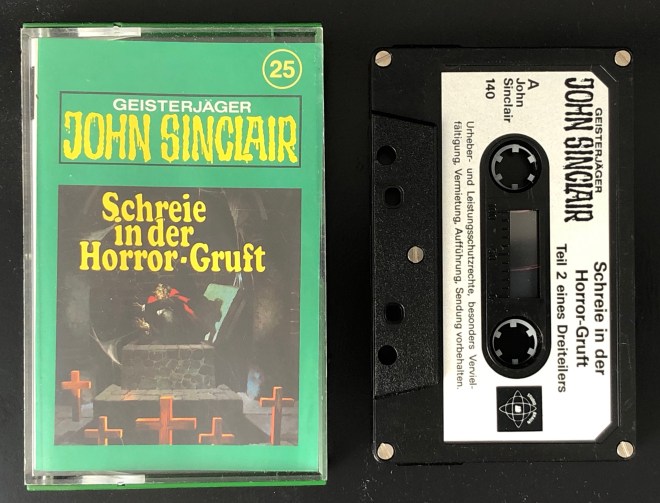 25
GEISTERJÄGER
JOHN SINCLAIR
Schreie
in der
Horror-Gruft
GEISTERJÄGER
JOHN SINCLAIR
Schreie in der
Horror-Gruft
Teil 2 eines Dreiteilers
A
John
Sinclair
140
Urheber- und Leistungsschutzrechte, besonders Verviel-
fältigung, Vermietung, Aufführung, Sendung vorbehalten.